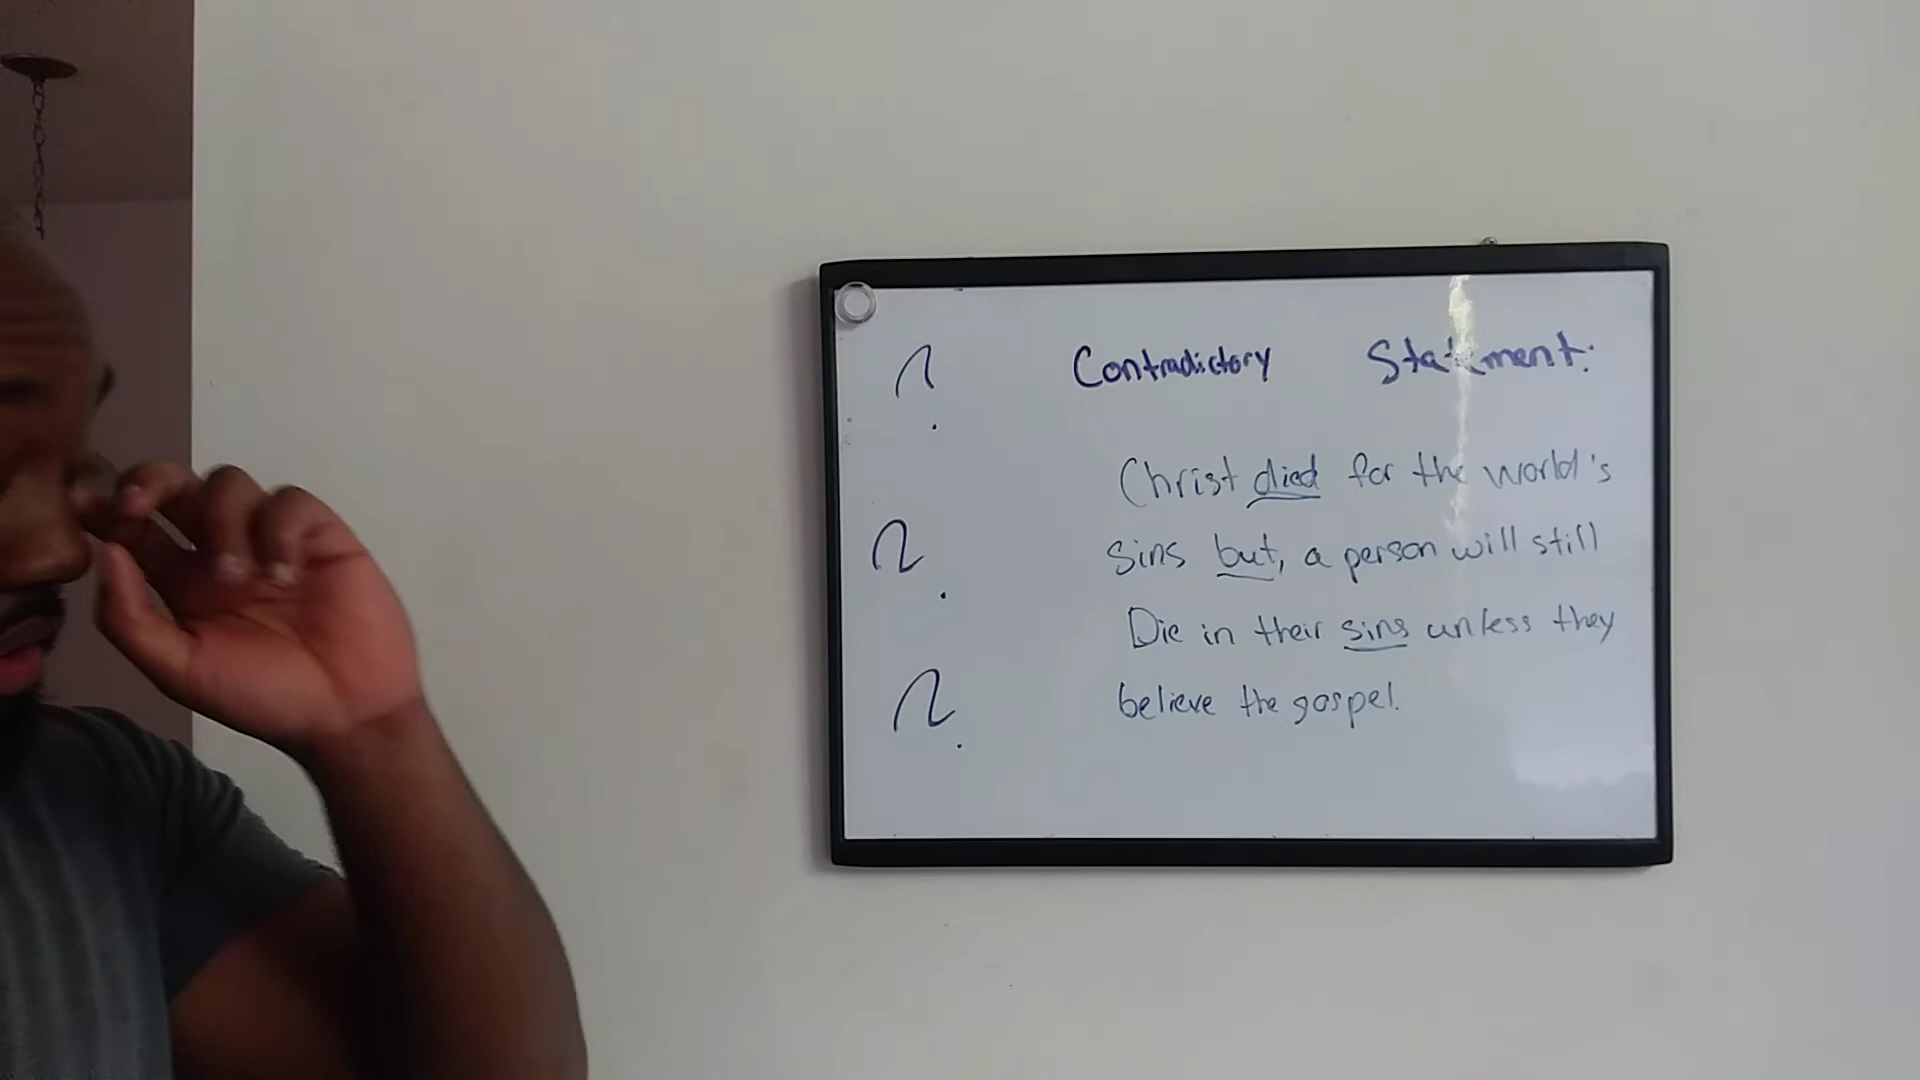 ? Contradictory Statement:
Christ died for the world's
? sins but, a person will still
Die in their sins unless they
? believe the gospel.